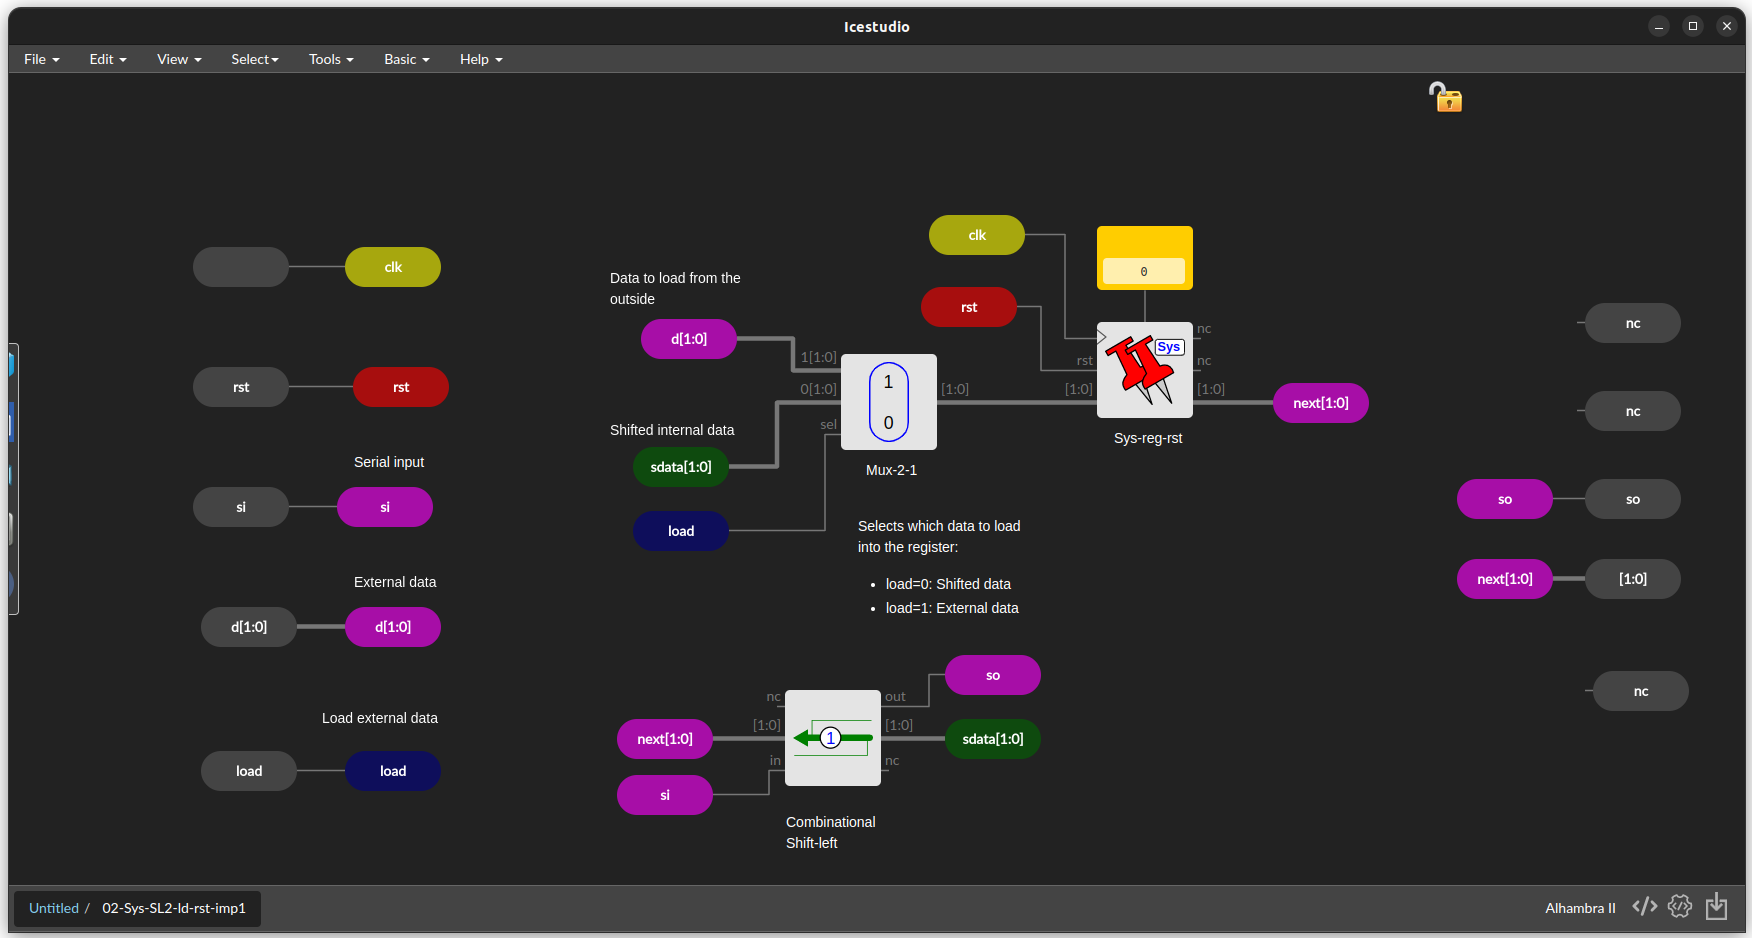 Icestudio
File
Edit
View
Select
Tools
Basic
Help
clk
rst
rst
Serial input
si
si
External data
d[1:0]
d[1:0]
Load external data
load
load
Data to load from the
outside
d[1:0]
Shifted internal data
sdata[1:0]
load
1[1:0]
0[1:0]
sel
1
0
[1:0]
Mux-2-1
Selects which data to load
into the register:
load=0: Shifted data
load=1: External data
clk
rst
0
rst
[1:0]
Sys
nc
nc
[1:0]
Sys-reg-rst
next[1:0]
next[1:0]
si
nc
[1:0]
in
1
out
[1:0]
nc
Combinational
Shift-left
so
sdata[1:0]
nc
nc
so
so
next[1:0]
[1:0]
nc
Untitled / 02-Sys-SL2-ld-rst-imp1
Alhambra II